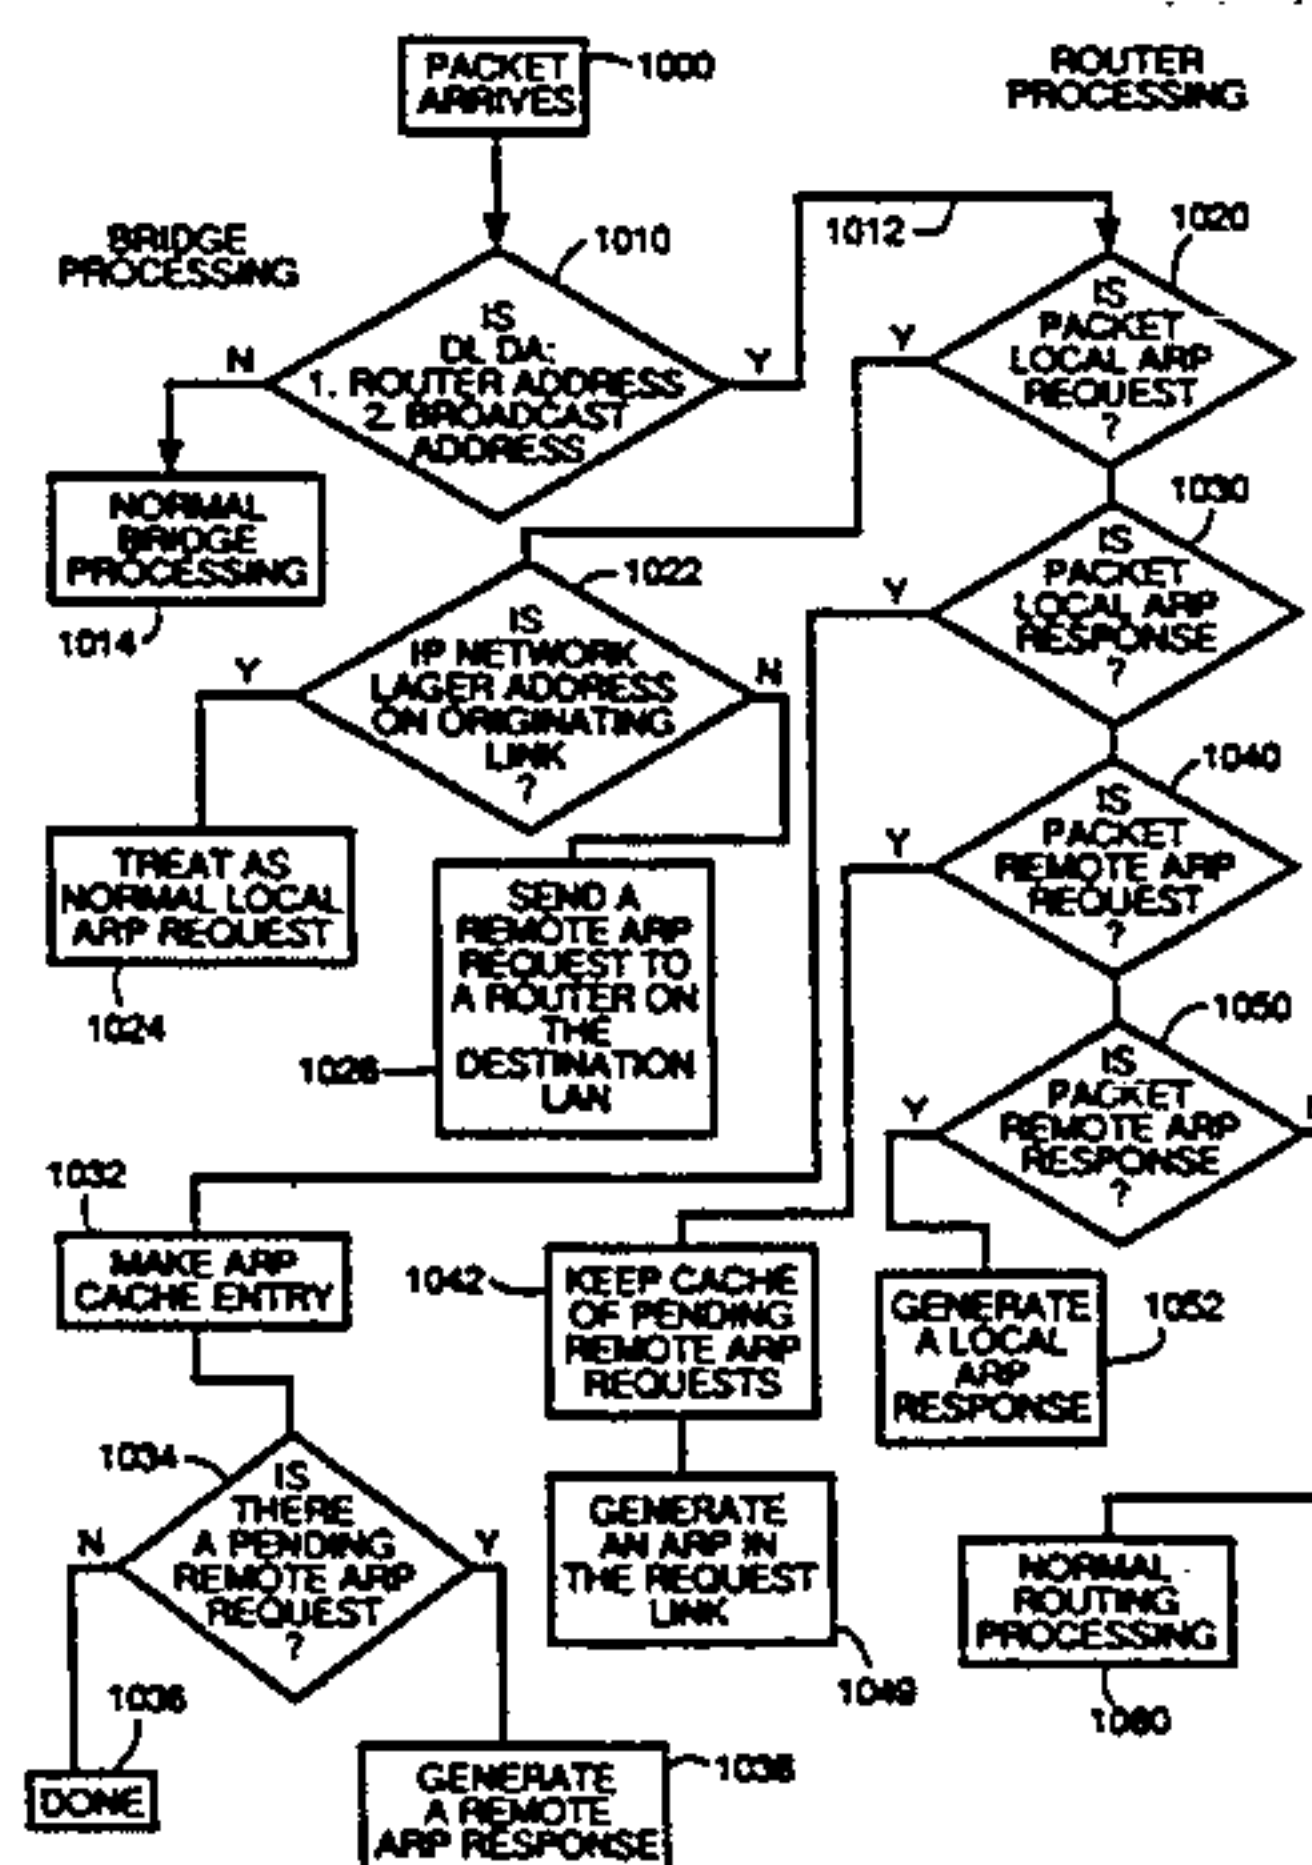 PACKET
ARRIVES
1000
ROUTER
PROCESSING
BRIDGE
PROCESSING
1010
IS
DL DA:
1. ROUTER ADDRESS
2. BROADCAST
ADDRESS
N
Y
1012
1020
IS
PACKET
LOCAL ARP
REQUEST
?
Y
NORMAL
BRIDGE
PROCESSING
1014
1022
IS
IP NETWORK
LAGER ADDRESS
ON ORIGINATING
LINK
?
Y
N
1030
IS
PACKET
LOCAL ARP
RESPONSE
?
Y
1040
IS
PACKET
REMOTE ARP
REQUEST
?
Y
TREAT AS
NORMAL LOCAL
ARP REQUEST
1024
SEND A
REMOTE ARP
REQUEST TO
A ROUTER ON
THE
DESTINATION
LAN
1050
IS
PACKET
REMOTE ARP
RESPONSE
?
Y
1032
MAKE ARP
CACHE ENTRY
1042
KEEP CACHE
OF PENDING
REMOTE ARP
REQUESTS
GENERATE
A LOCAL
ARP
RESPONSE
1052
1034
IS
THERE
A PENDING
REMOTE ARP
REQUEST
?
N
Y
GENERATE
AN ARP IN
THE REQUEST
LINK
1049
NORMAL
ROUTING
PROCESSING
DONE
GENERATE
A REMOTE
ARP RESPONSE